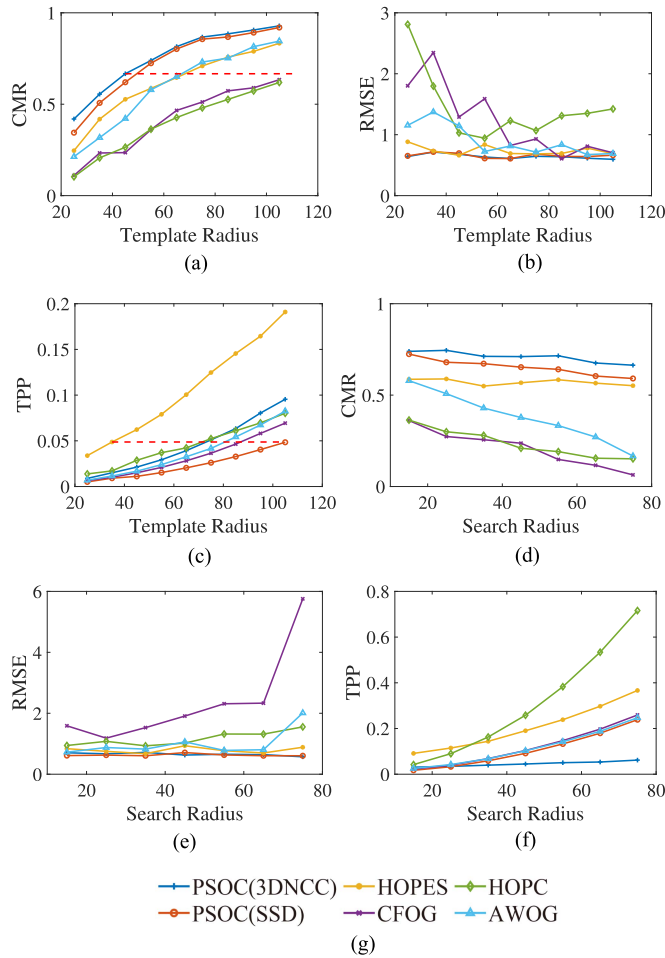 1
0.5
0
CMR
20 40 60 80 100 120
Template Radius
(a)
3
2
1
0
RMSE
20 40 60 80 100 120
Template Radius
(b)
0.2
0.15
0.1
0.05
0
TPP
20 40 60 80 100 120
Template Radius
(c)
1
0.5
0
CMR
20 40 60 80
Search Radius
(d)
6
4
2
0
RMSE
20 40 60 80
Search Radius
(e)
0.8
0.6
0.4
0.2
0
TPP
20 40 60 80
Search Radius
(f)
PSOC(3DNCC) HOPES HOPC
PSOC(SSD) CFOG AWOG
(g)